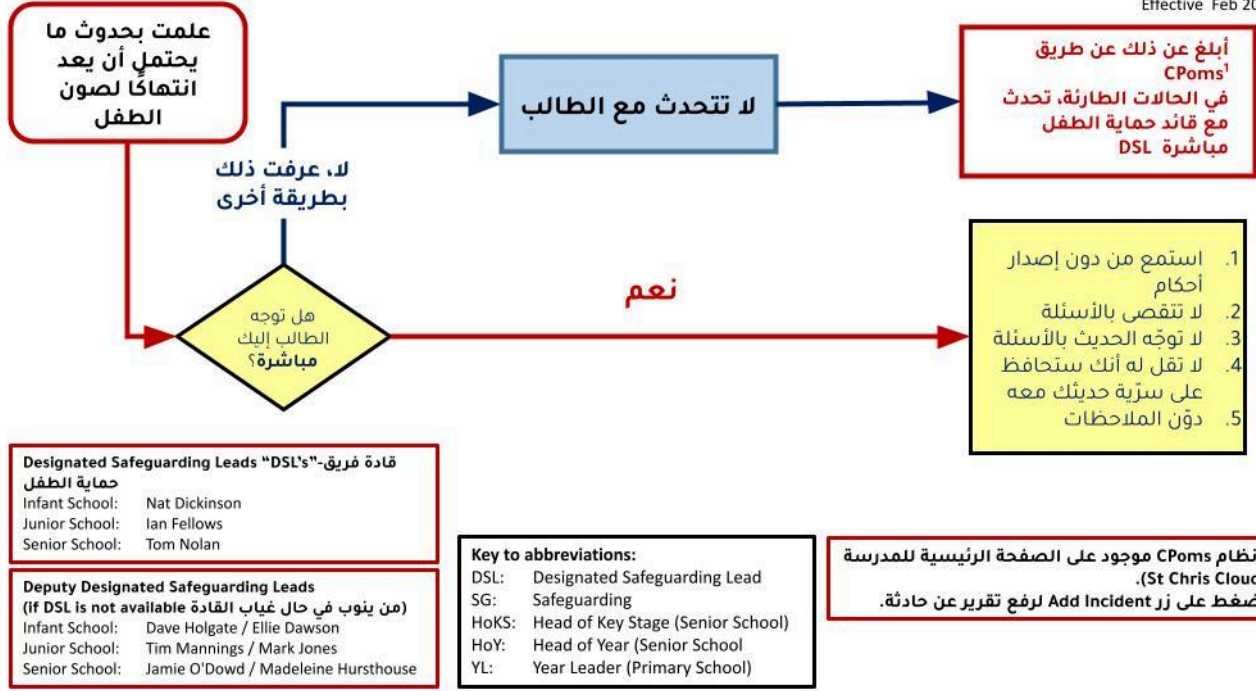 Effective Feb 20
علمت بحدوث ما
يحتمل أن يعد
انتهاكًا لصون
الطفل
لا تتحدث مع الطالب
أبلغ عن ذلك عن طريق
CPoms¹
في الحالات الطارئة، تحدث
مع قائد حماية الطفل
مباشرة DSL
لا، عرفت ذلك
بطريقة أخرى
هل توجه
الطالب إليك
مباشرة؟
نعم
1. استمع من دون إصدار
أحكام
2. لا تتقصى بالأسئلة
3. لا توجّه الحديث بالأسئلة
4. لا تقل له أنك ستحافظ
على سرّية حديثك معه
5. دوّن الملاحظات
Designated Safeguarding Leads “DSL’s”-قادة فريق
حماية الطفل
Infant School: Nat Dickinson
Junior School: Ian Fellows
Senior School: Tom Nolan
Deputy Designated Safeguarding Leads
(if DSL is not available من ينوب في حال غياب القادة)
Infant School: Dave Holgate / Ellie Dawson
Junior School: Tim Mannings / Mark Jones
Senior School: Jamie O'Dowd / Madeleine Hursthouse
Key to abbreviations:
DSL: Designated Safeguarding Lead
SG: Safeguarding
HoKS: Head of Key Stage (Senior School)
HoY: Head of Year (Senior School
YL: Year Leader (Primary School)
نظام CPoms موجود على الصفحة الرئيسية للمدرسة
St Chris Cloud).
ضغط على زر Add Incident لرفع تقرير عن حادثة.